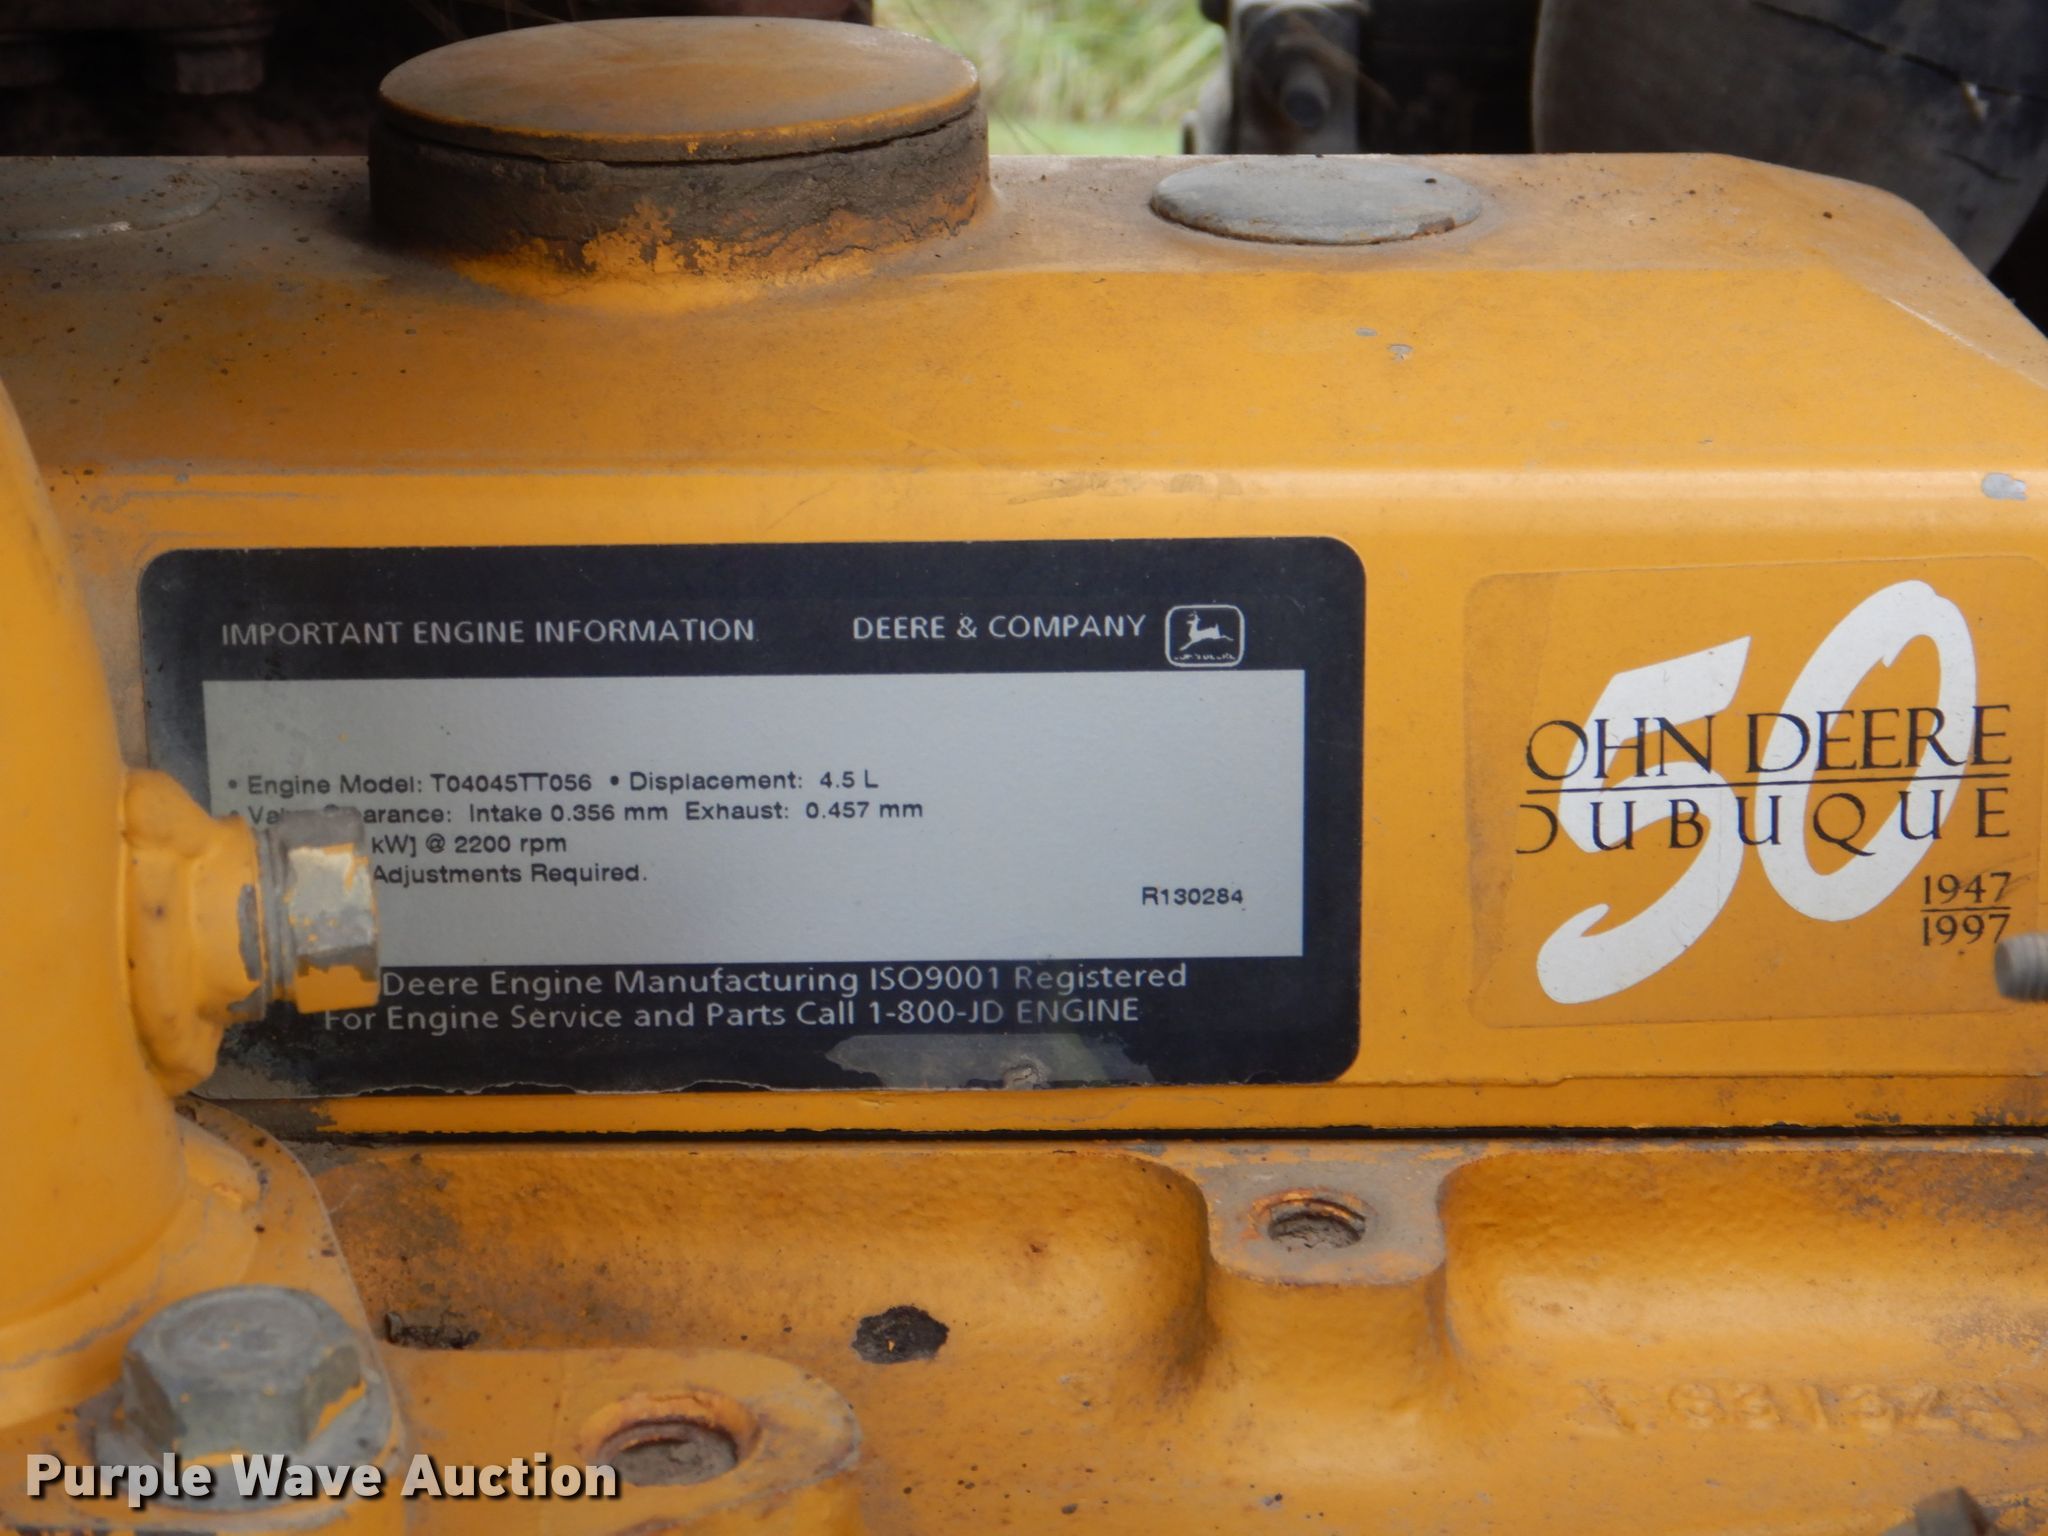 IMPORTANT ENGINE INFORMATION DEERE & COMPANY
• Engine Model: T04045TT056 • Displacement: 4.5 L
Intake 0.356 mm Exhaust: 0.457 mm
kW] @ 2200 rpm
Adjustments Required.
R130284
Deere Engine Manufacturing ISO9001 Registered
For Engine Service and Parts Call 1-800-JD ENGINE
50
OHN DEERE
DUBUQUE
1947
1997
Purple Wave Auction